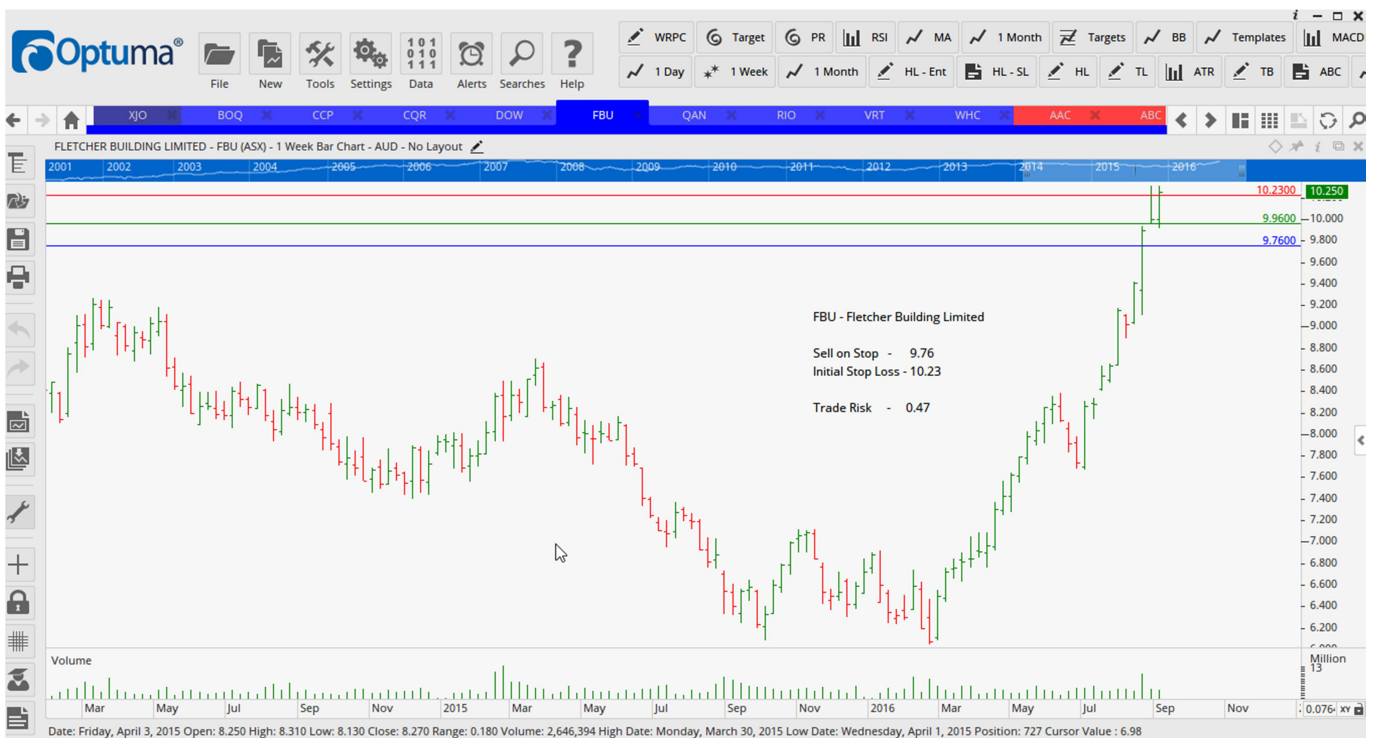 i
Optuma®
File New Tools Settings Data Alerts Searches Help
WRPC Target PR RSI MA 1 Month Targets BB Templates MACD
1 Day 1 Week 1 Month HL - Ent HL - SL HL TL ATR TB ABC
XJO BOQ CCP CQR DOW FBU QAN RIO VRT WHC AAC ABC
FLETCHER BUILDING LIMITED - FBU (ASX) - 1 Week Bar Chart - AUD - No Layout
2001 2002 2003 2004 2005 2006 2007 2008 2009 2010 2011 2012 2013 2014 2015 2016
10.2300 10.250
9.9600 10.000
9.7600 9.800
9.600
9.400
9.200
FBU - Fletcher Building Limited
9.000
8.800
Sell on Stop - 9.76
Initial Stop Loss - 10.23
8.600
8.400
Trade Risk - 0.47
8.200
8.000
7.800
7.600
7.400
7.200
7.000
6.800
6.600
6.400
6.200
Volume
Million
13
Mar May Jul Sep Nov 2015 Mar May Jul Sep Nov 2016 Mar May Jul Sep Nov
0.076 XY
Date: Friday, April 3, 2015 Open: 8.250 High: 8.310 Low: 8.130 Close: 8.270 Range: 0.180 Volume: 2,646,394 High Date: Monday, March 30, 2015 Low Date: Wednesday, April 1, 2015 Position: 727 Cursor Value : 6.98